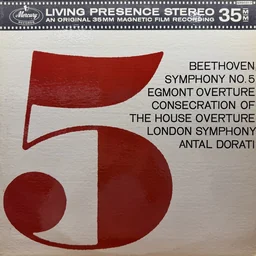 Mercury
LIVING PRESENCE STEREO
AN ORIGINAL 35MM MAGNETIC FILM RECORDING
35 MM
5
BEETHOVEN
SYMPHONY NO. 5
EGMONT OVERTURE
CONSECRATION OF
THE HOUSE OVERTURE
LONDON SYMPHONY
ANTAL DORATI